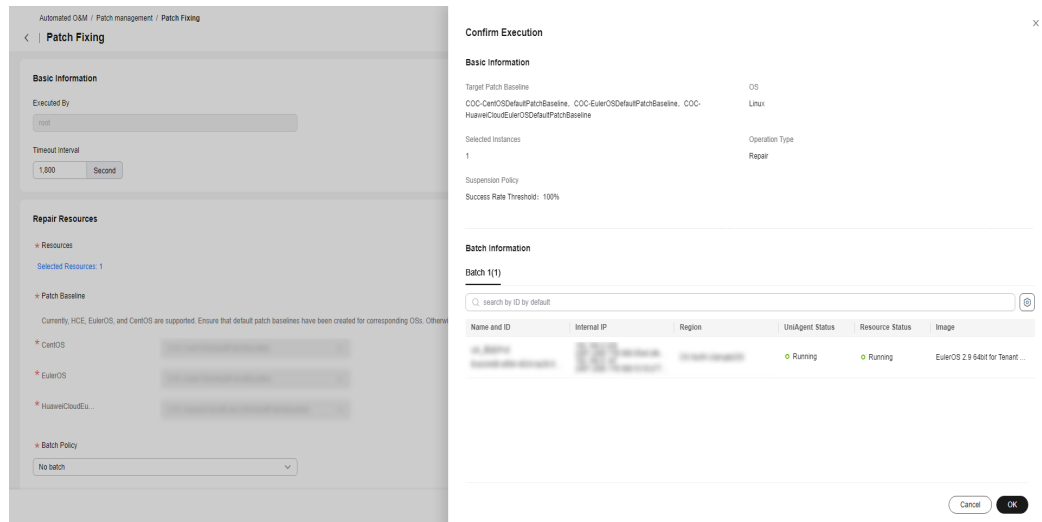 Automated O&M / Patch management / Patch Fixing
Patch Fixing
Basic Information
Executed By
root
Timeout Interval
1,800 Second
Repair Resources
* Resources
Selected Resources: 1
* Patch Baseline
Currently, HCE, EulerOS, and CentOS are supported. Ensure that default patch baselines have been created for corresponding OSs. Otherwi
* CentOS
* EulerOS
* HuaweiCloudEu...
* Batch Policy
No batch
Confirm Execution
Basic Information
Target Patch Baseline OS
COC-CentOSDefaultPatchBaseline, COC-EulerOSDefaultPatchBaseline, COC- Linux
HuaweiCloudEulerOSDefaultPatchBaseline
Selected Instances Operation Type
1 Repair
Suspension Policy
Success Rate Threshold: 100%
Batch Information
Batch 1(1)
search by ID by default
Name and ID Internal IP Region UniAgent Status Resource Status Image
Running Running EulerOS 2.9 64bit for Tenant ...
Cancel OK